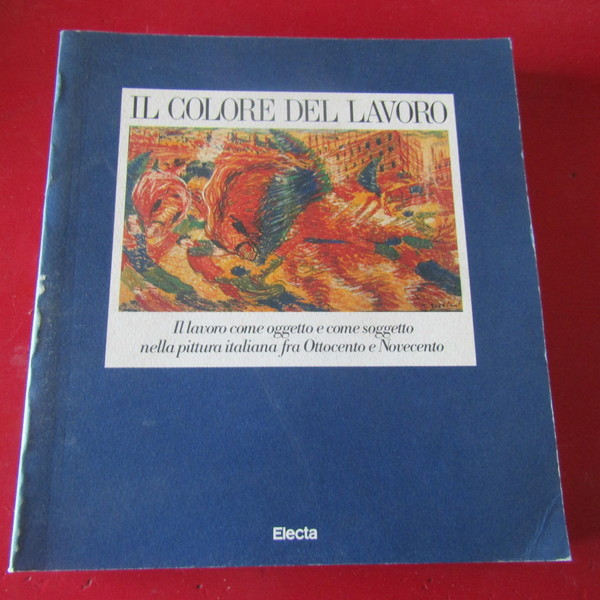 IL COLORE DEL LAVORO
Il lavoro come oggetto e come soggetto
nella pittura italiana fra Ottocento e Novecento
Electa